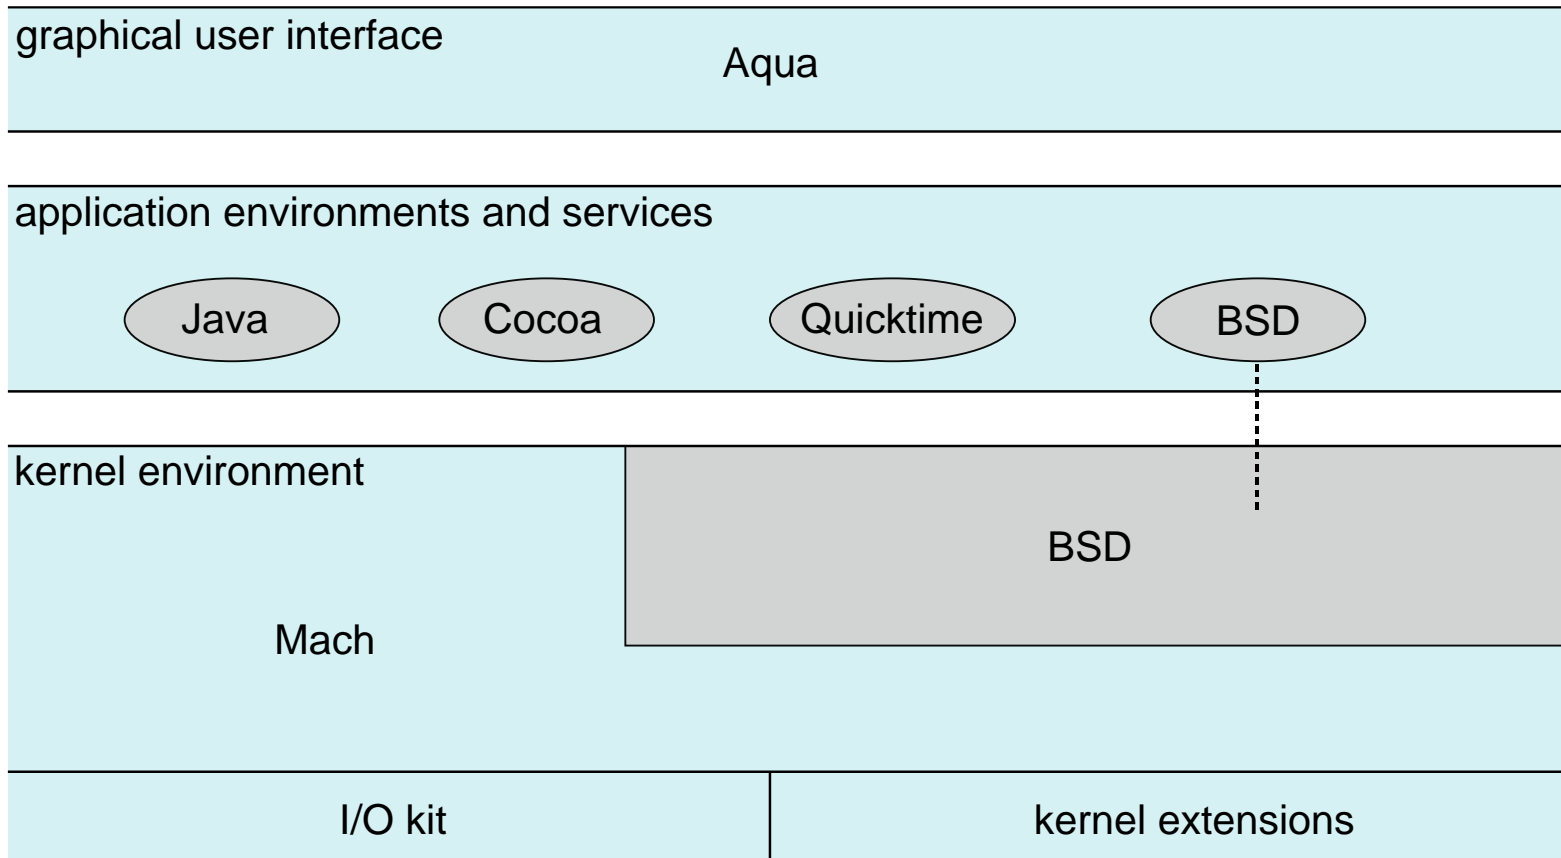 graphical user interface
Aqua
application environments and services
Java
Cocoa
Quicktime
BSD
kernel environment
BSD
Mach
I/O kit
kernel extensions